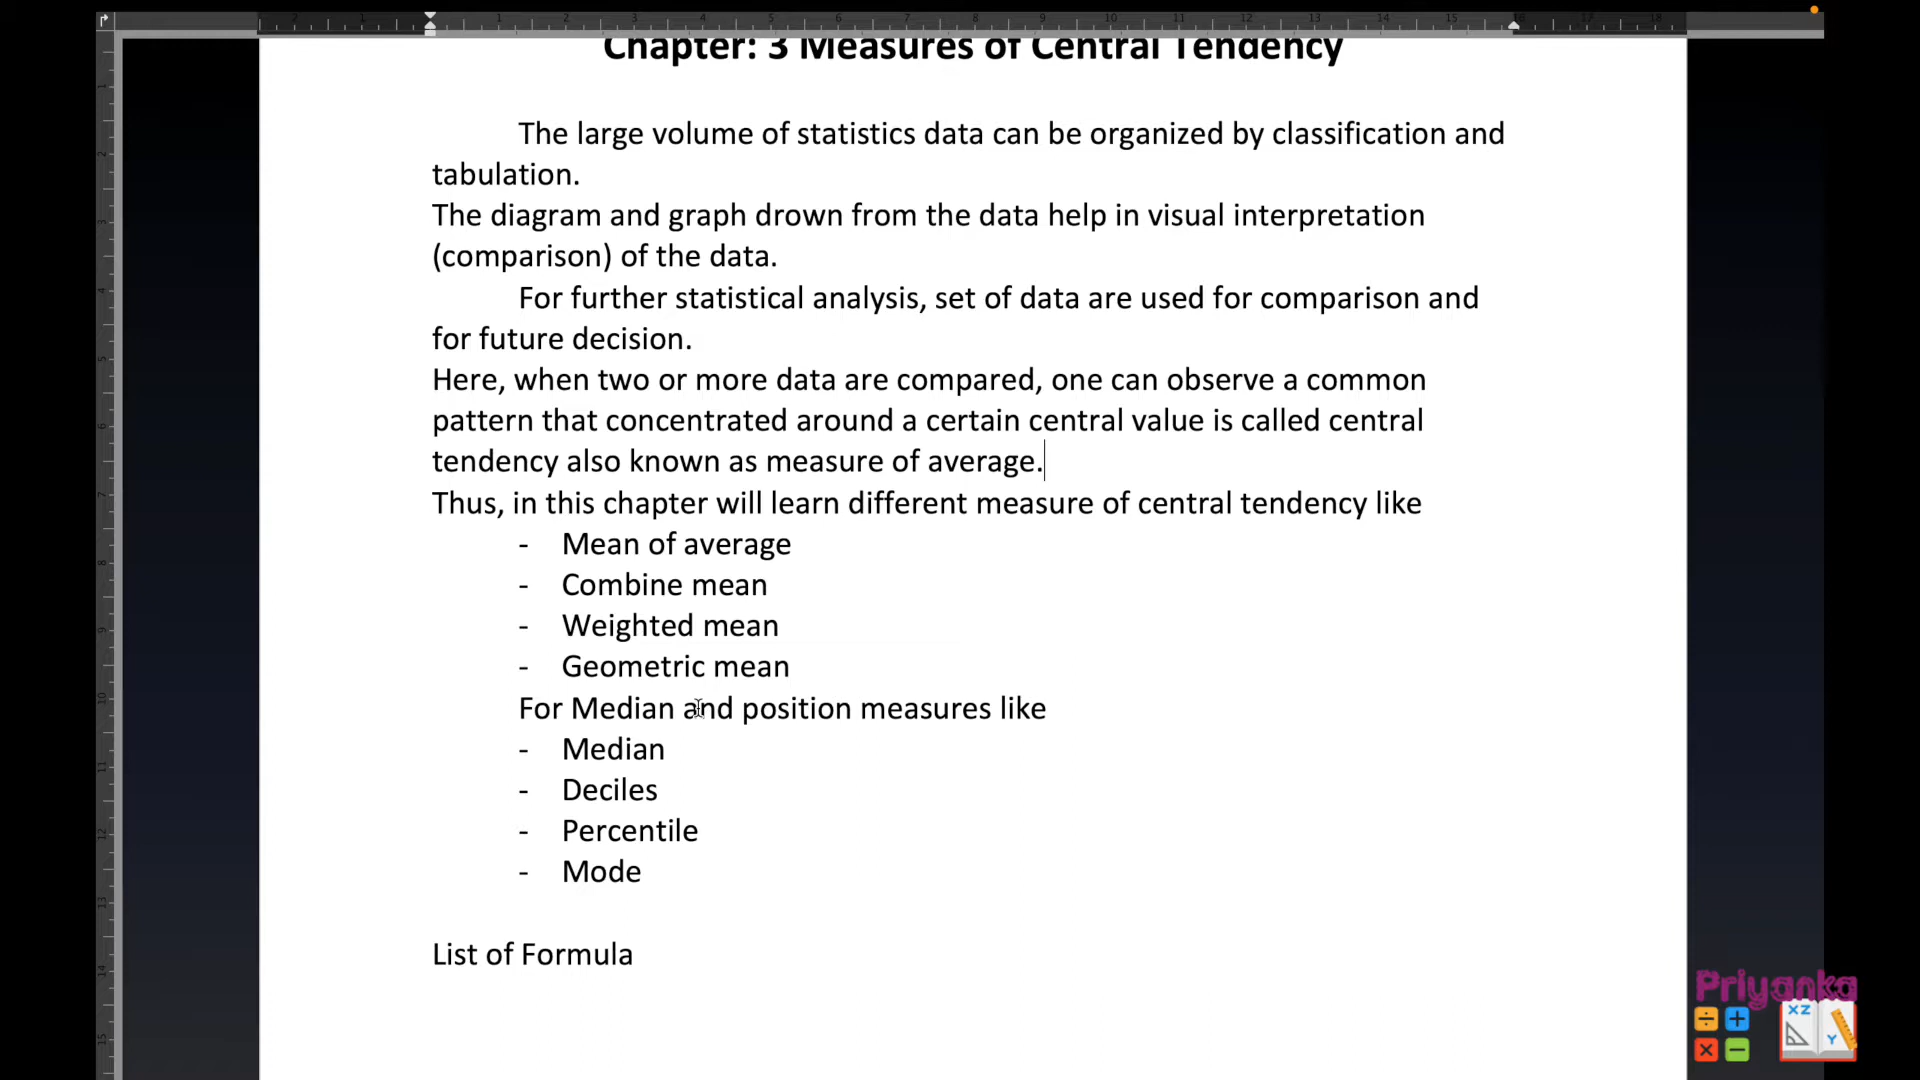 Chapter: 3 Measures of Central Tendency
The large volume of statistics data can be organized by classification and
tabulation.
The diagram and graph drown from the data help in visual interpretation
(comparison) of the data.
For further statistical analysis, set of data are used for comparison and
for future decision.
Here, when two or more data are compared, one can observe a common
pattern that concentrated around a certain central value is called central
tendency also known as measure of average.
Thus, in this chapter will learn different measure of central tendency like
- Mean of average
- Combine mean
- Weighted mean
- Geometric mean
For Median and position measures like
- Median
- Deciles
- Percentile
- Mode
List of Formula
Priyanka
XZ
Y